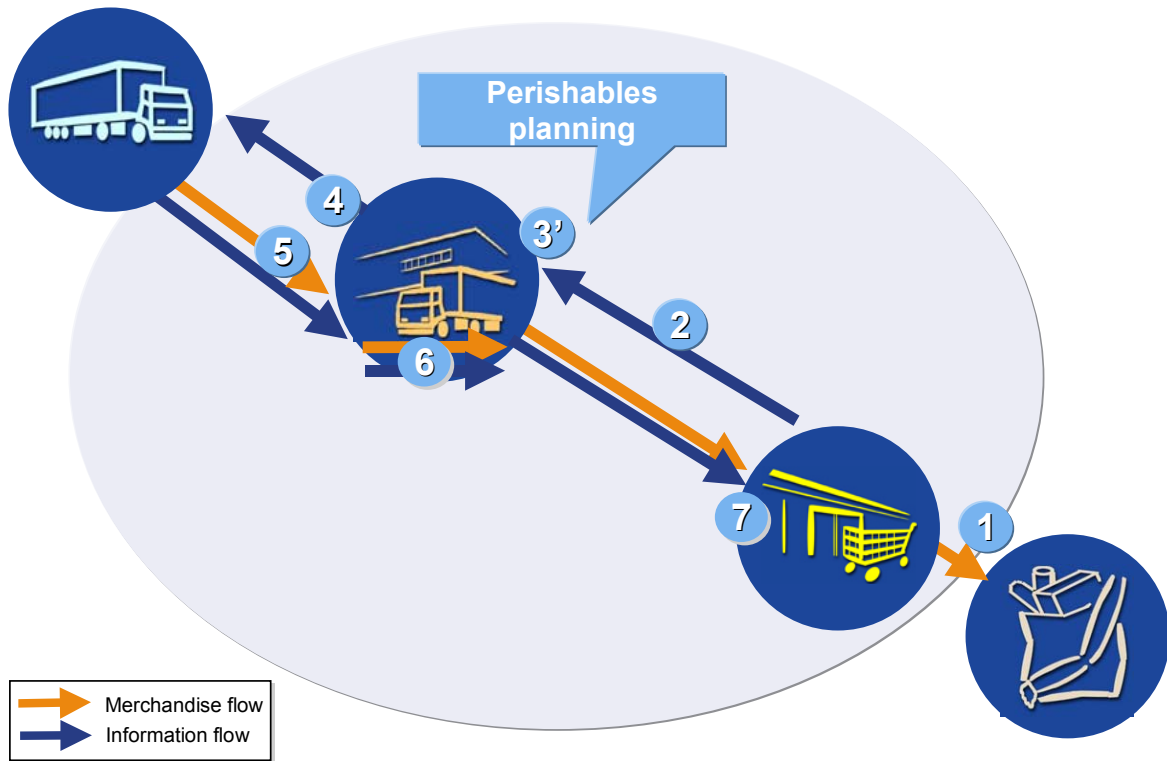 Perishables
planning
4
3’
5
2
6
7
1
Merchandise flow
Information flow